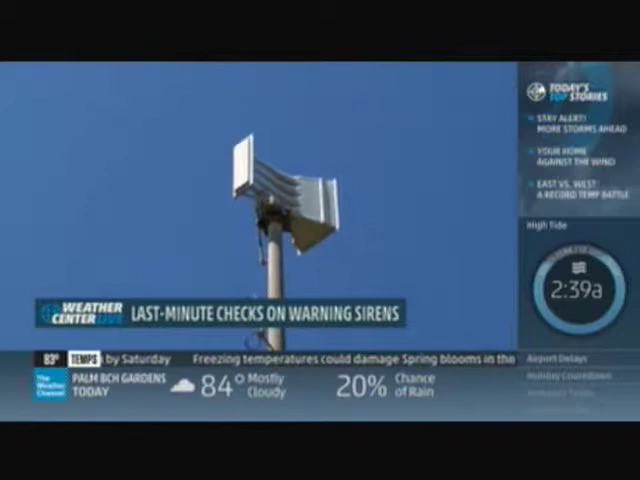 TODAY'S
TOP STORIES
STAY ALERT!
MORE STORMS AHEAD
YOUR HOME
AGAINST THE WIND
EAST VS. WEST:
A RECORD TEMP BATTLE
High Tide
2:39a
WEATHER
CENTER LIVE
LAST-MINUTE CHECKS ON WARNING SIRENS
83° TEMPS by Saturday Freezing temperatures could damage Spring blooms in the
Airport Delays
Holiday Countdown
The
Weather
Channel
PALM BCH GARDENS
TODAY
84° Mostly
Cloudy
20% Chance
of Rain